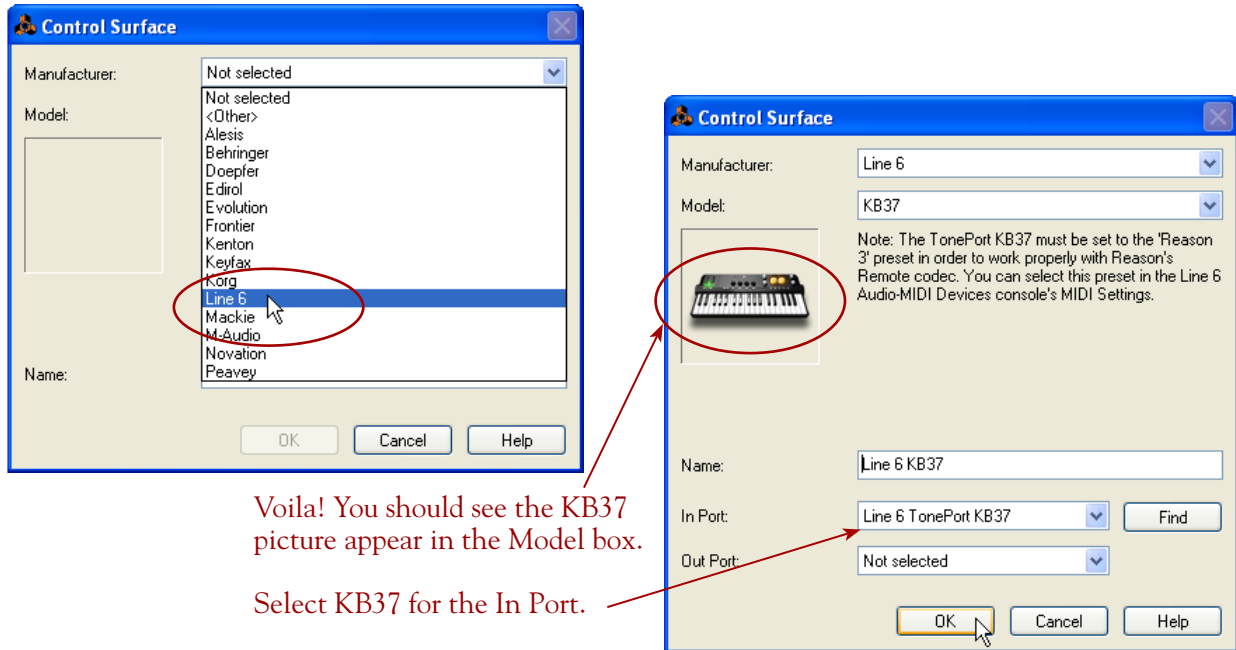 Control Surface
Manufacturer:
Not selected
Not selected
<Other>
Alesis
Behringer
Doepfer
Edirol
Evolution
Frontier
Kenton
Keyfax
Korg
Line 6
Mackie
M-Audio
Novation
Peavey
Model:
Name:
OK
Cancel
Help
Control Surface
Manufacturer:
Line 6
Model:
KB37
Note: The TonePort KB37 must be set to the 'Reason
3' preset in order to work properly with Reason's
Remote codec. You can select this preset in the Line 6
Audio-MIDI Devices console's MIDI Settings.
Name:
Line 6 KB37
In Port:
Line 6 TonePort KB37
Find
Out Port:
Not selected
OK
Cancel
Help
Voila! You should see the KB37
picture appear in the Model box.
Select KB37 for the In Port.